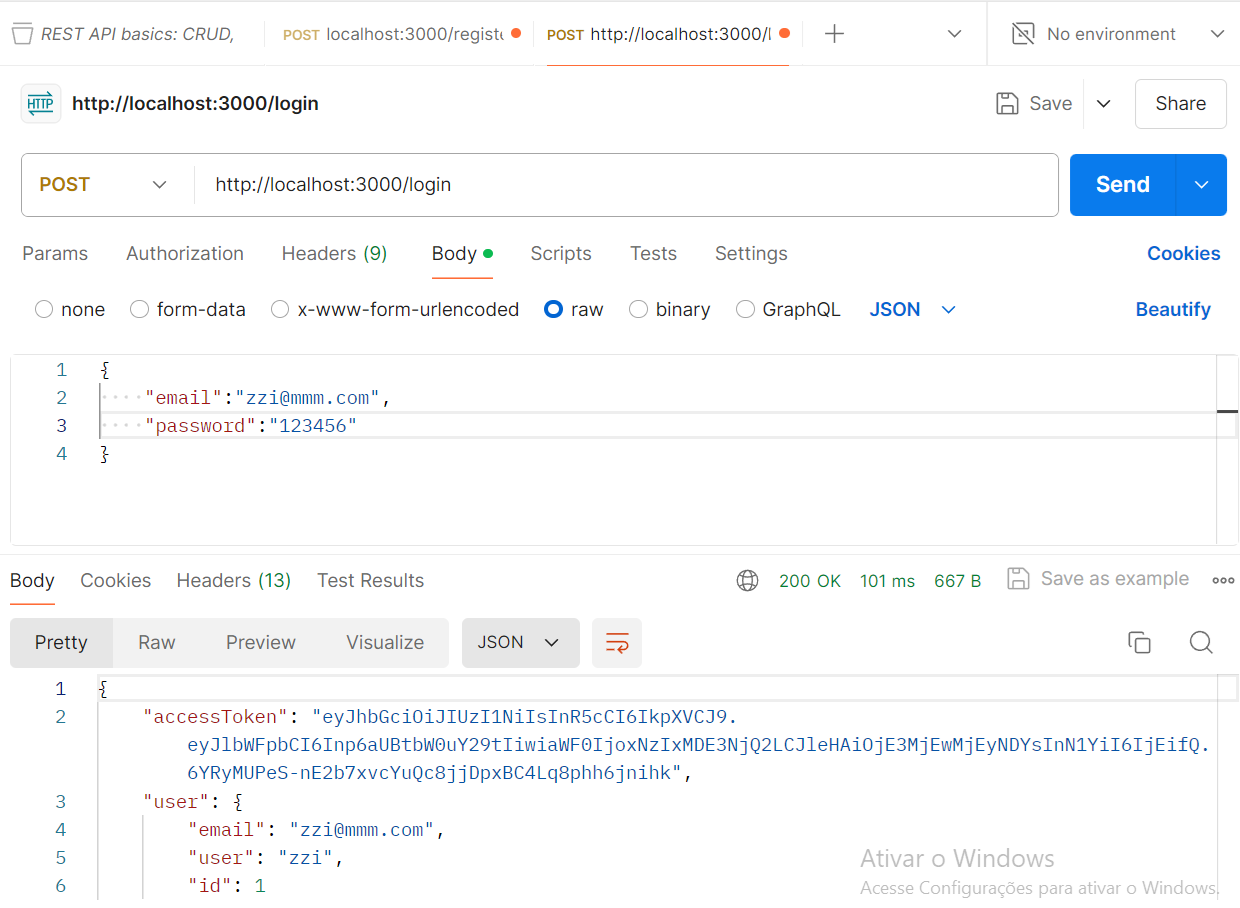 REST API basics: CRUD,
POST localhost:3000/registe
POST http://localhost:3000/l
No environment
HTTP http://localhost:3000/login
Save
Share
POST
http://localhost:3000/login
Send
Params Authorization Headers (9) Body Scripts Tests Settings Cookies
none form-data x-www-form-urlencoded raw binary GraphQL JSON Beautify
1 {
2 "email":"zzi@mmm.com",
3 "password":"123456"
4 }
Body Cookies Headers (13) Test Results 200 OK 101 ms 667 B Save as example
Pretty Raw Preview Visualize JSON
1 {
2 "accessToken": "eyJhbGciOiJIUzI1NiIsInR5cCI6IkpXVCJ9.
eyJlbWFpbCI6Inp6aUBtbW0uY29tIiwiaWF0IjoxNzIxMDE3NjQ2LCJleHAiOjE3MjEwMjEyNDYsInN1YiI6IjEifQ.
6YRyMUPeS-nE2b7xvcYuQc8jjDpxBC4Lq8phh6jnihk",
3 "user": {
4 "email": "zzi@mmm.com",
5 "user": "zzi",
6 "id": 1
Ativar o Windows
Acesse Configurações para ativar o Windows.